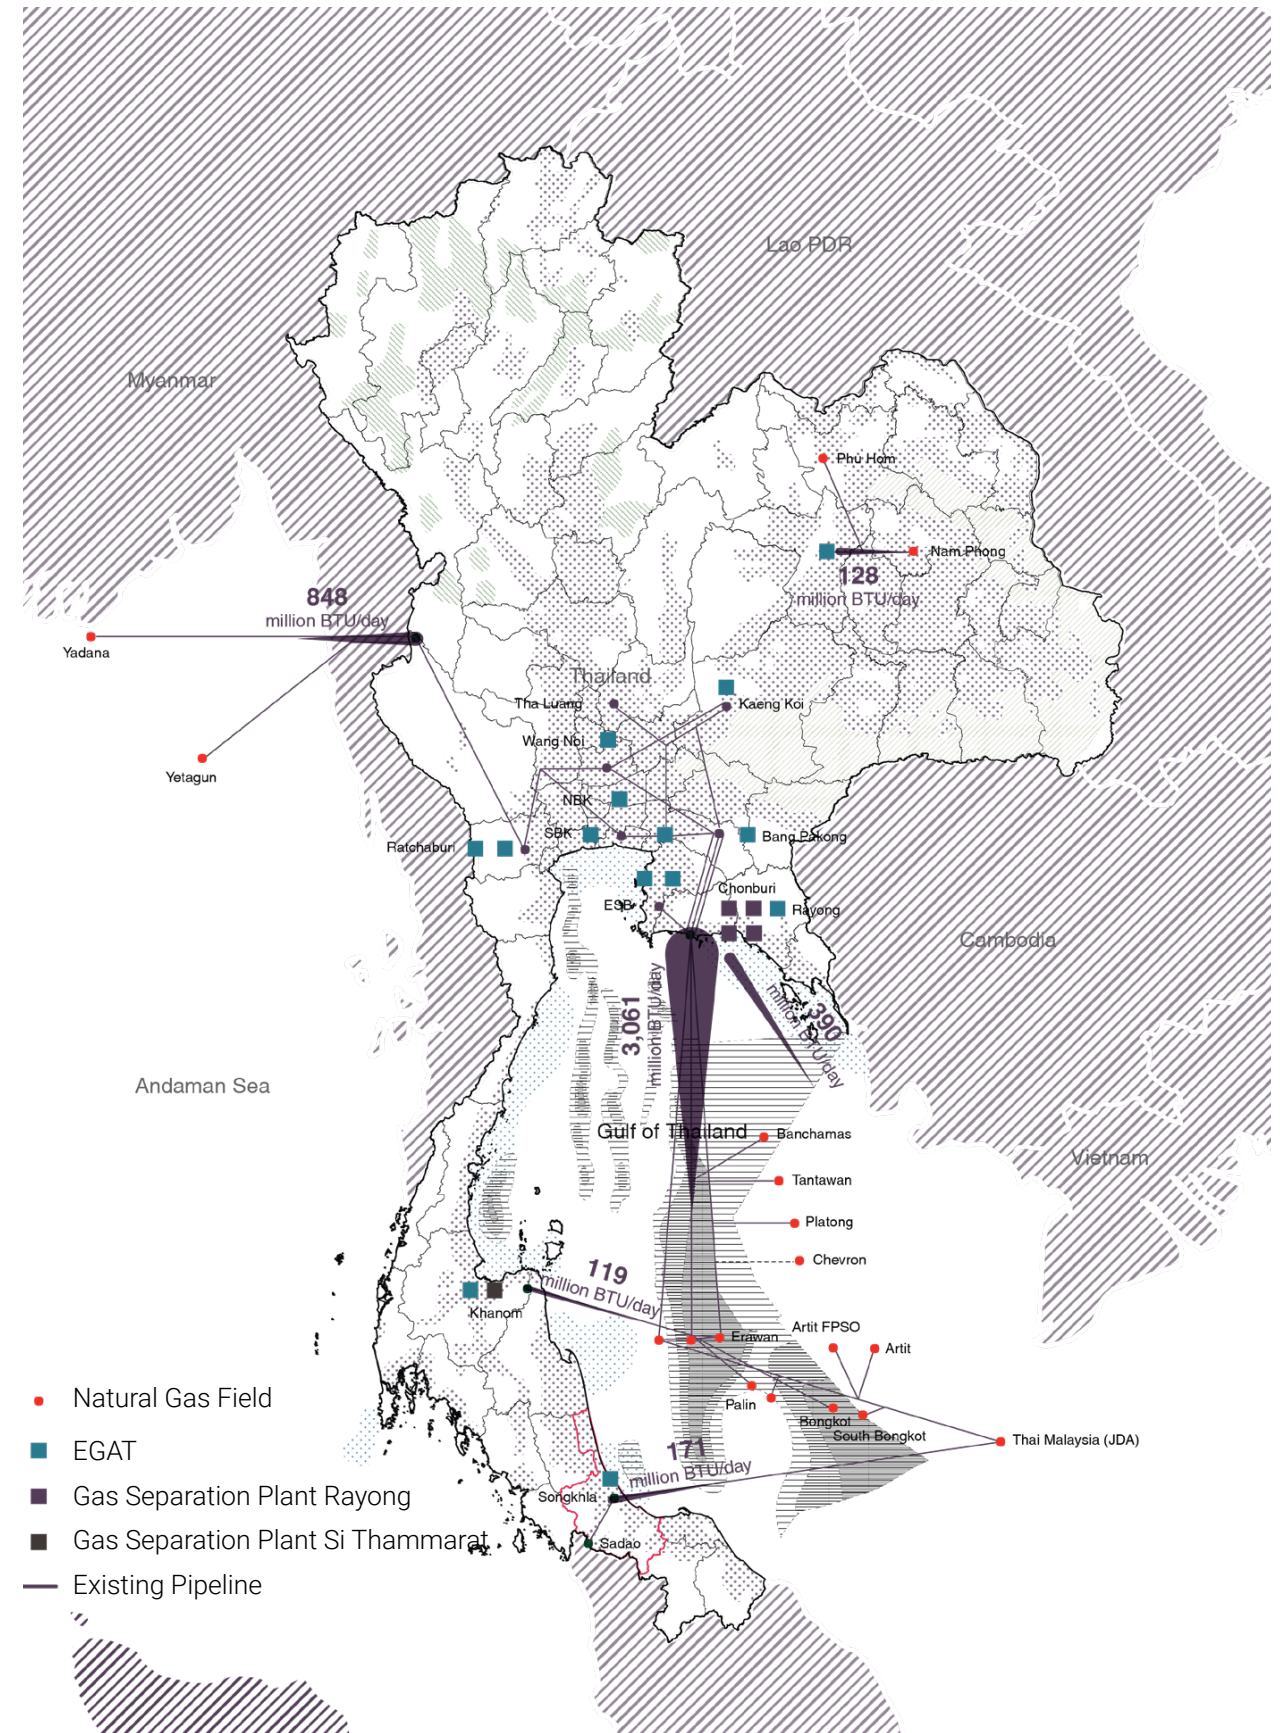 Lao PDR
Myanmar
Phu Hom
Nam Phong
128
million BTU/day
848
million BTU/day
Yadana
Thailand
Tha Luang
Kaeng Koi
Wang Noi
Yetagun
NBK
SBK
Bang Pakong
Ratchaburi
Chonburi
ESB
Rayong
Cambodia
3,061
million BTU/day
390
million BTU/day
Andaman Sea
Gulf of Thailand
Banchamas
Vietnam
Tantawan
Platong
Chevron
119
million BTU/day
Khanom
Artit FPSO
Erawan
Artit
Palin
Bongkot
South Bongkot
Thai Malaysia (JDA)
171
million BTU/day
Songkhla
Sadao
Natural Gas Field
EGAT
Gas Separation Plant Rayong
Gas Separation Plant Si Thammarat
Existing Pipeline